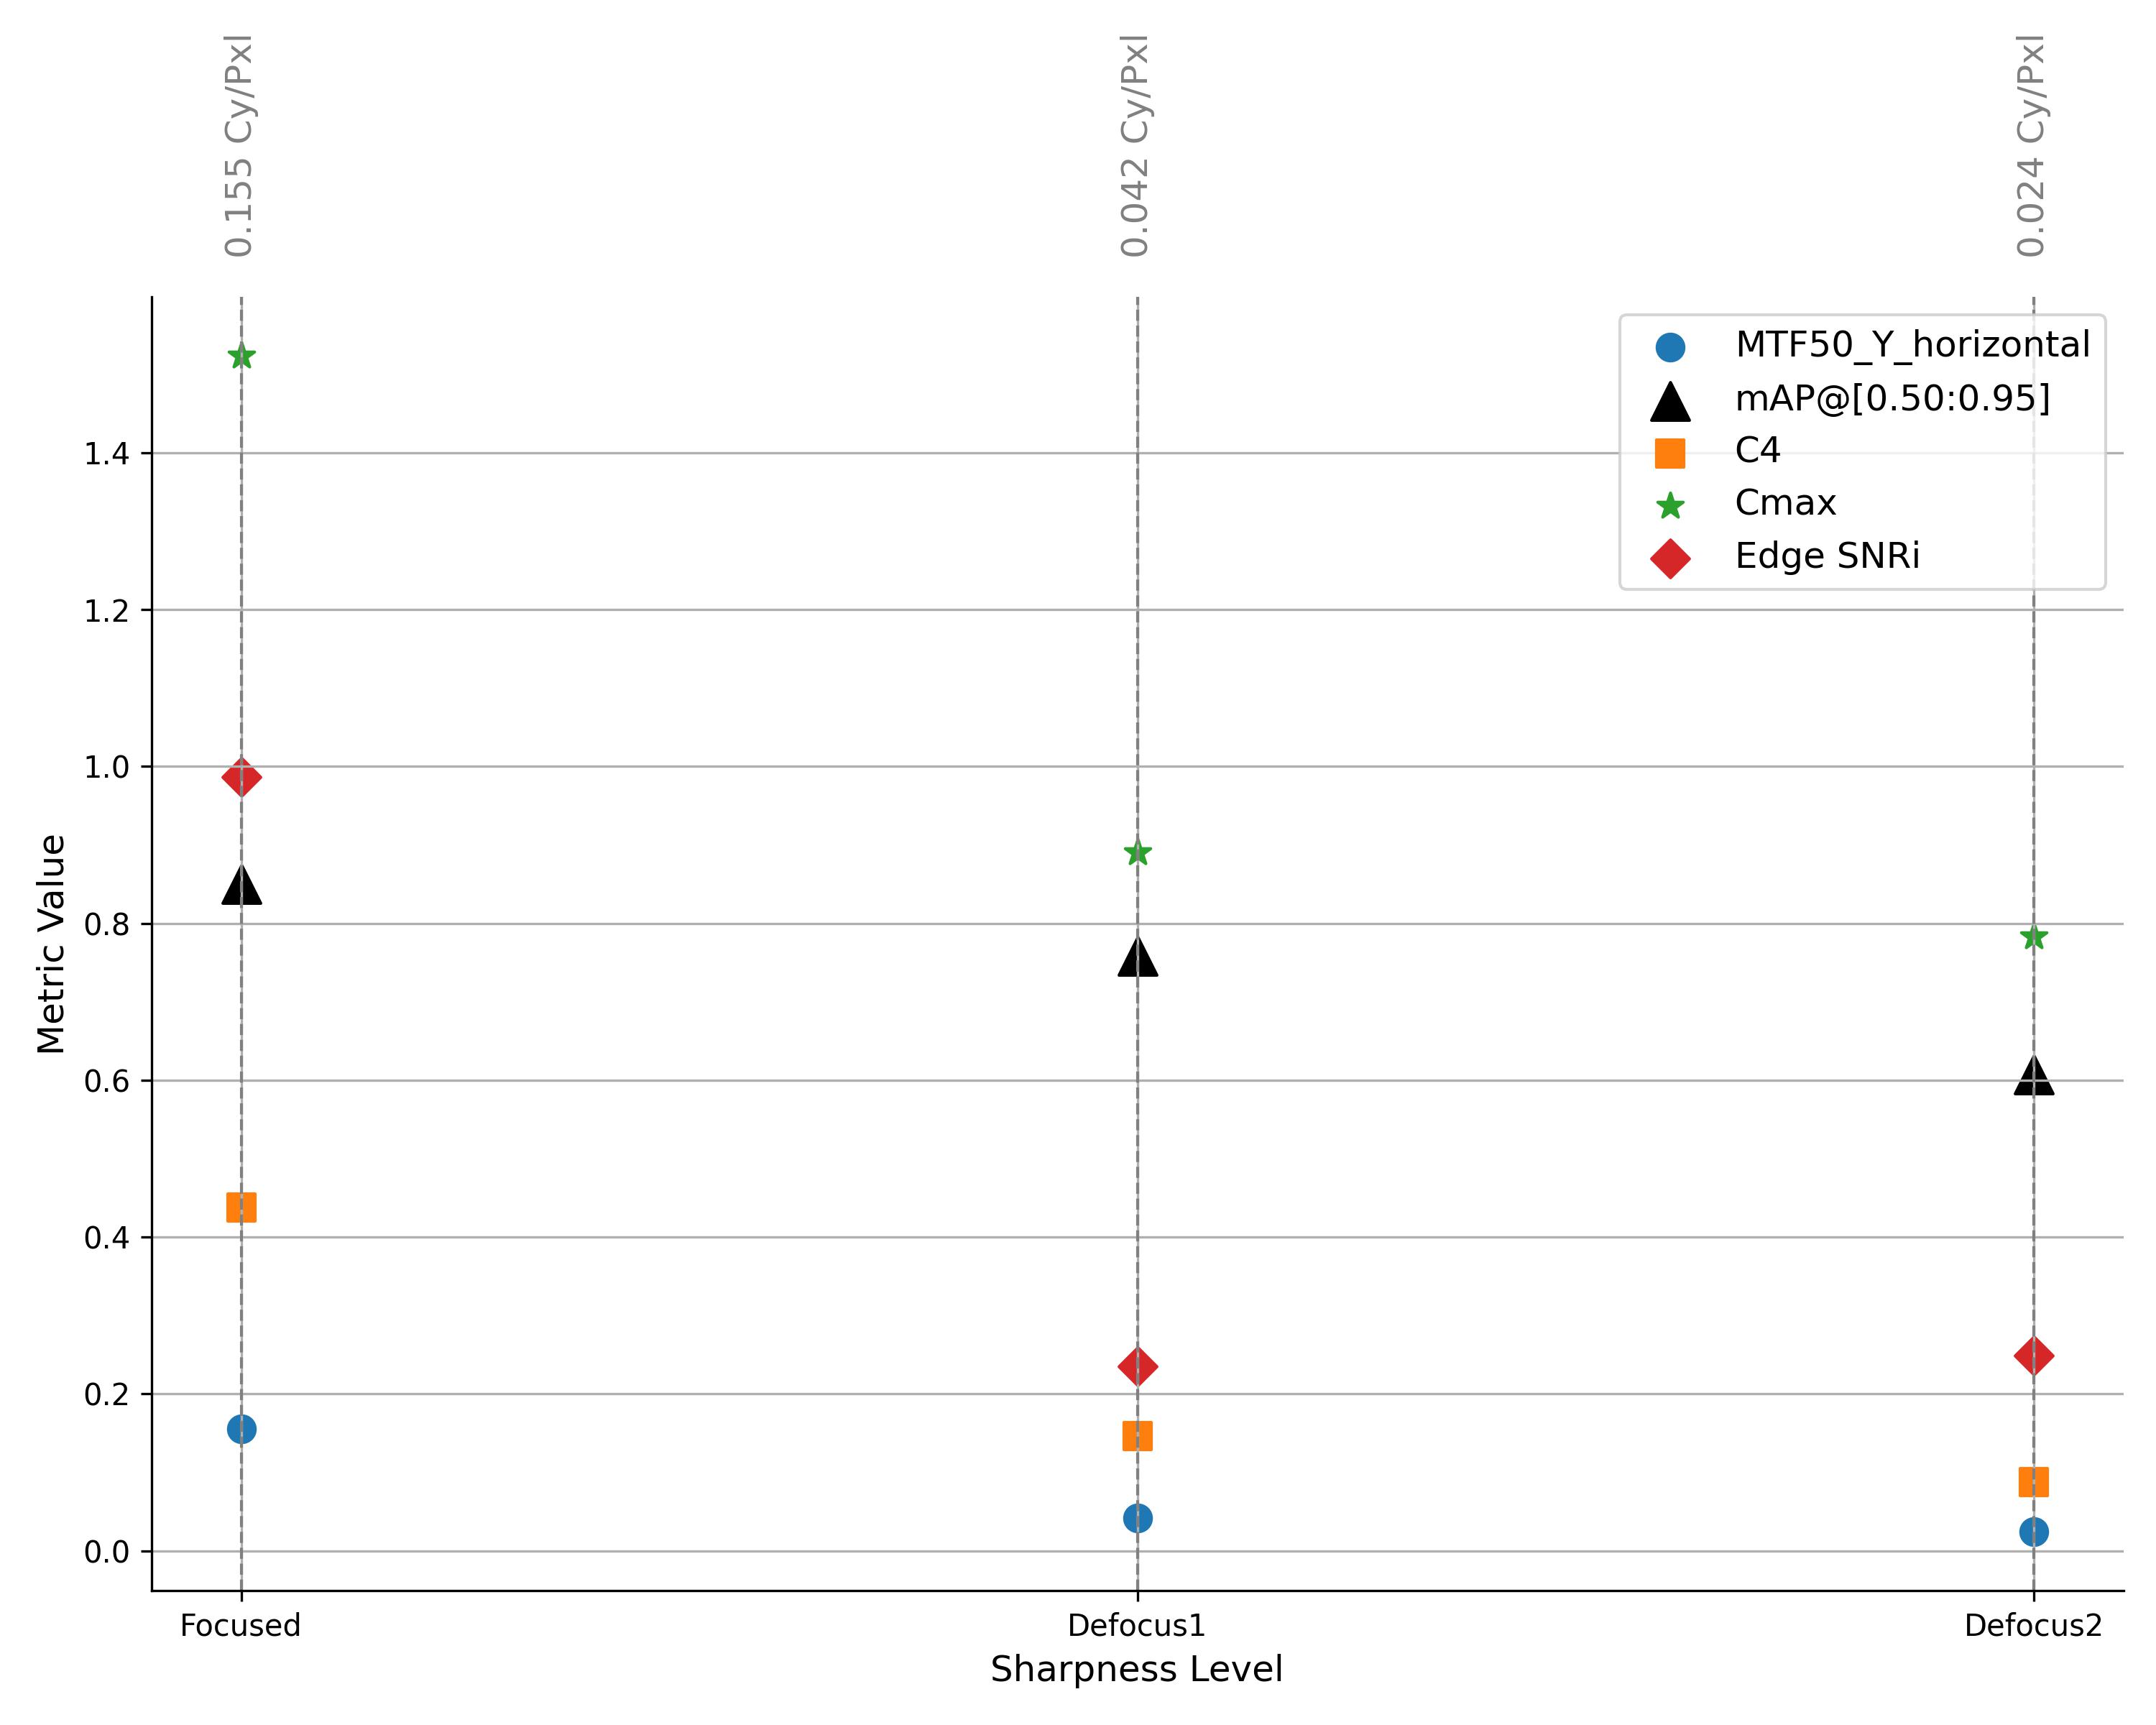 0.155 Cy/Pxl
0.042 Cy/Pxl
0.024 Cy/Pxl
MTF50_Y_horizontal
mAP@[0.50:0.95]
C4
Cmax
Edge SNRi
Metric Value
1.4
1.2
1.0
0.8
0.6
0.4
0.2
0.0
Focused
Defocus1
Defocus2
Sharpness Level